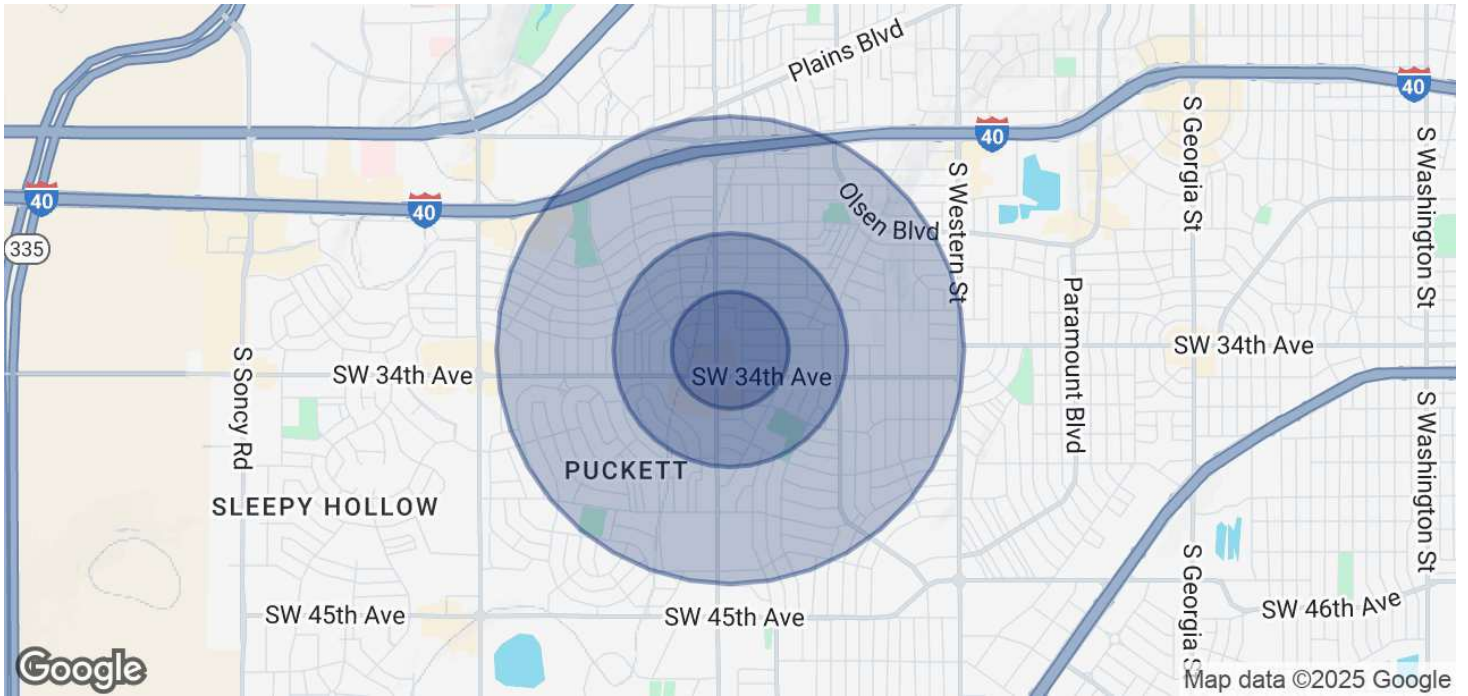 Plains Blvd
40
40
S Georgia St
S Washington St
40
40
335
S Western St
Olsen Blvd
Paramount Blvd
SW 34th Ave
S Soncy Rd
SW 34th Ave
SW 34th Ave
PUCKETT
SLEEPY HOLLOW
S Washington St
S Georgia St
SW 46th Ave
SW 45th Ave
SW 45th Ave
Google
Map data ©2025 Google